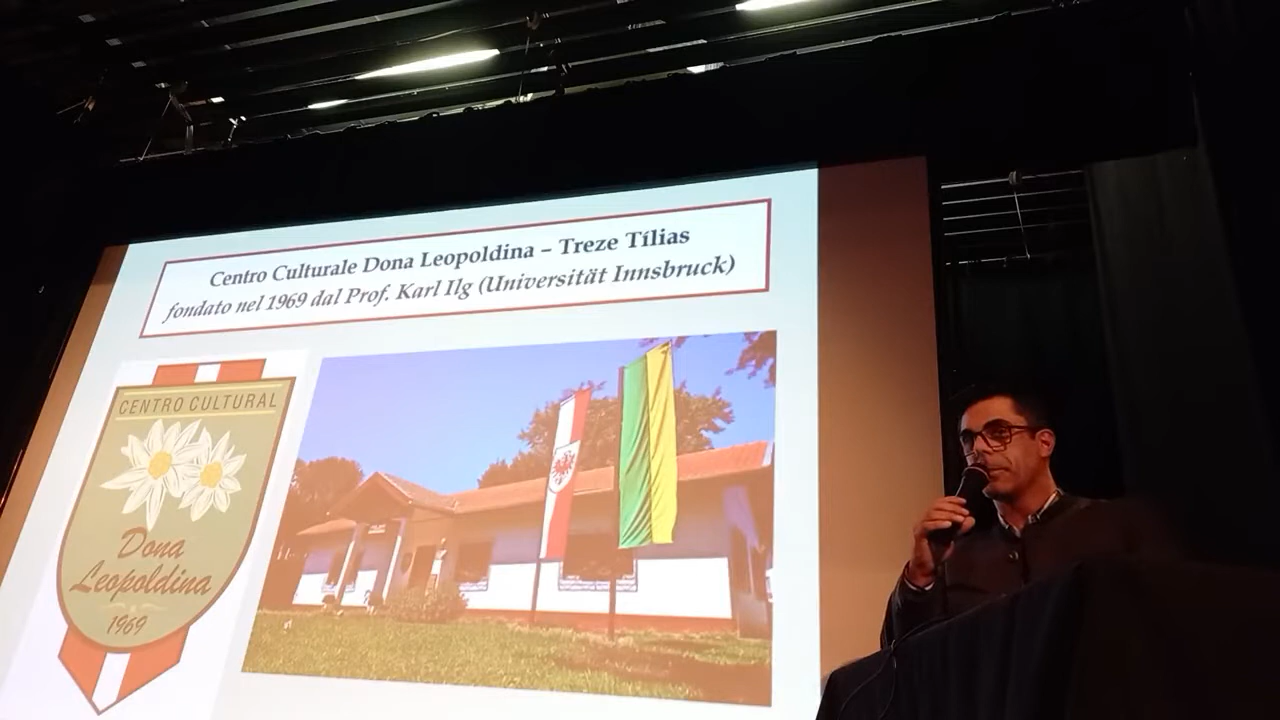 Centro Culturale Dona Leopoldina – Treze Tílias
fondato nel 1969 dal Prof. Karl Ilg (Universität Innsbruck)
CENTRO CULTURAL
Dona
Leopoldina
1969